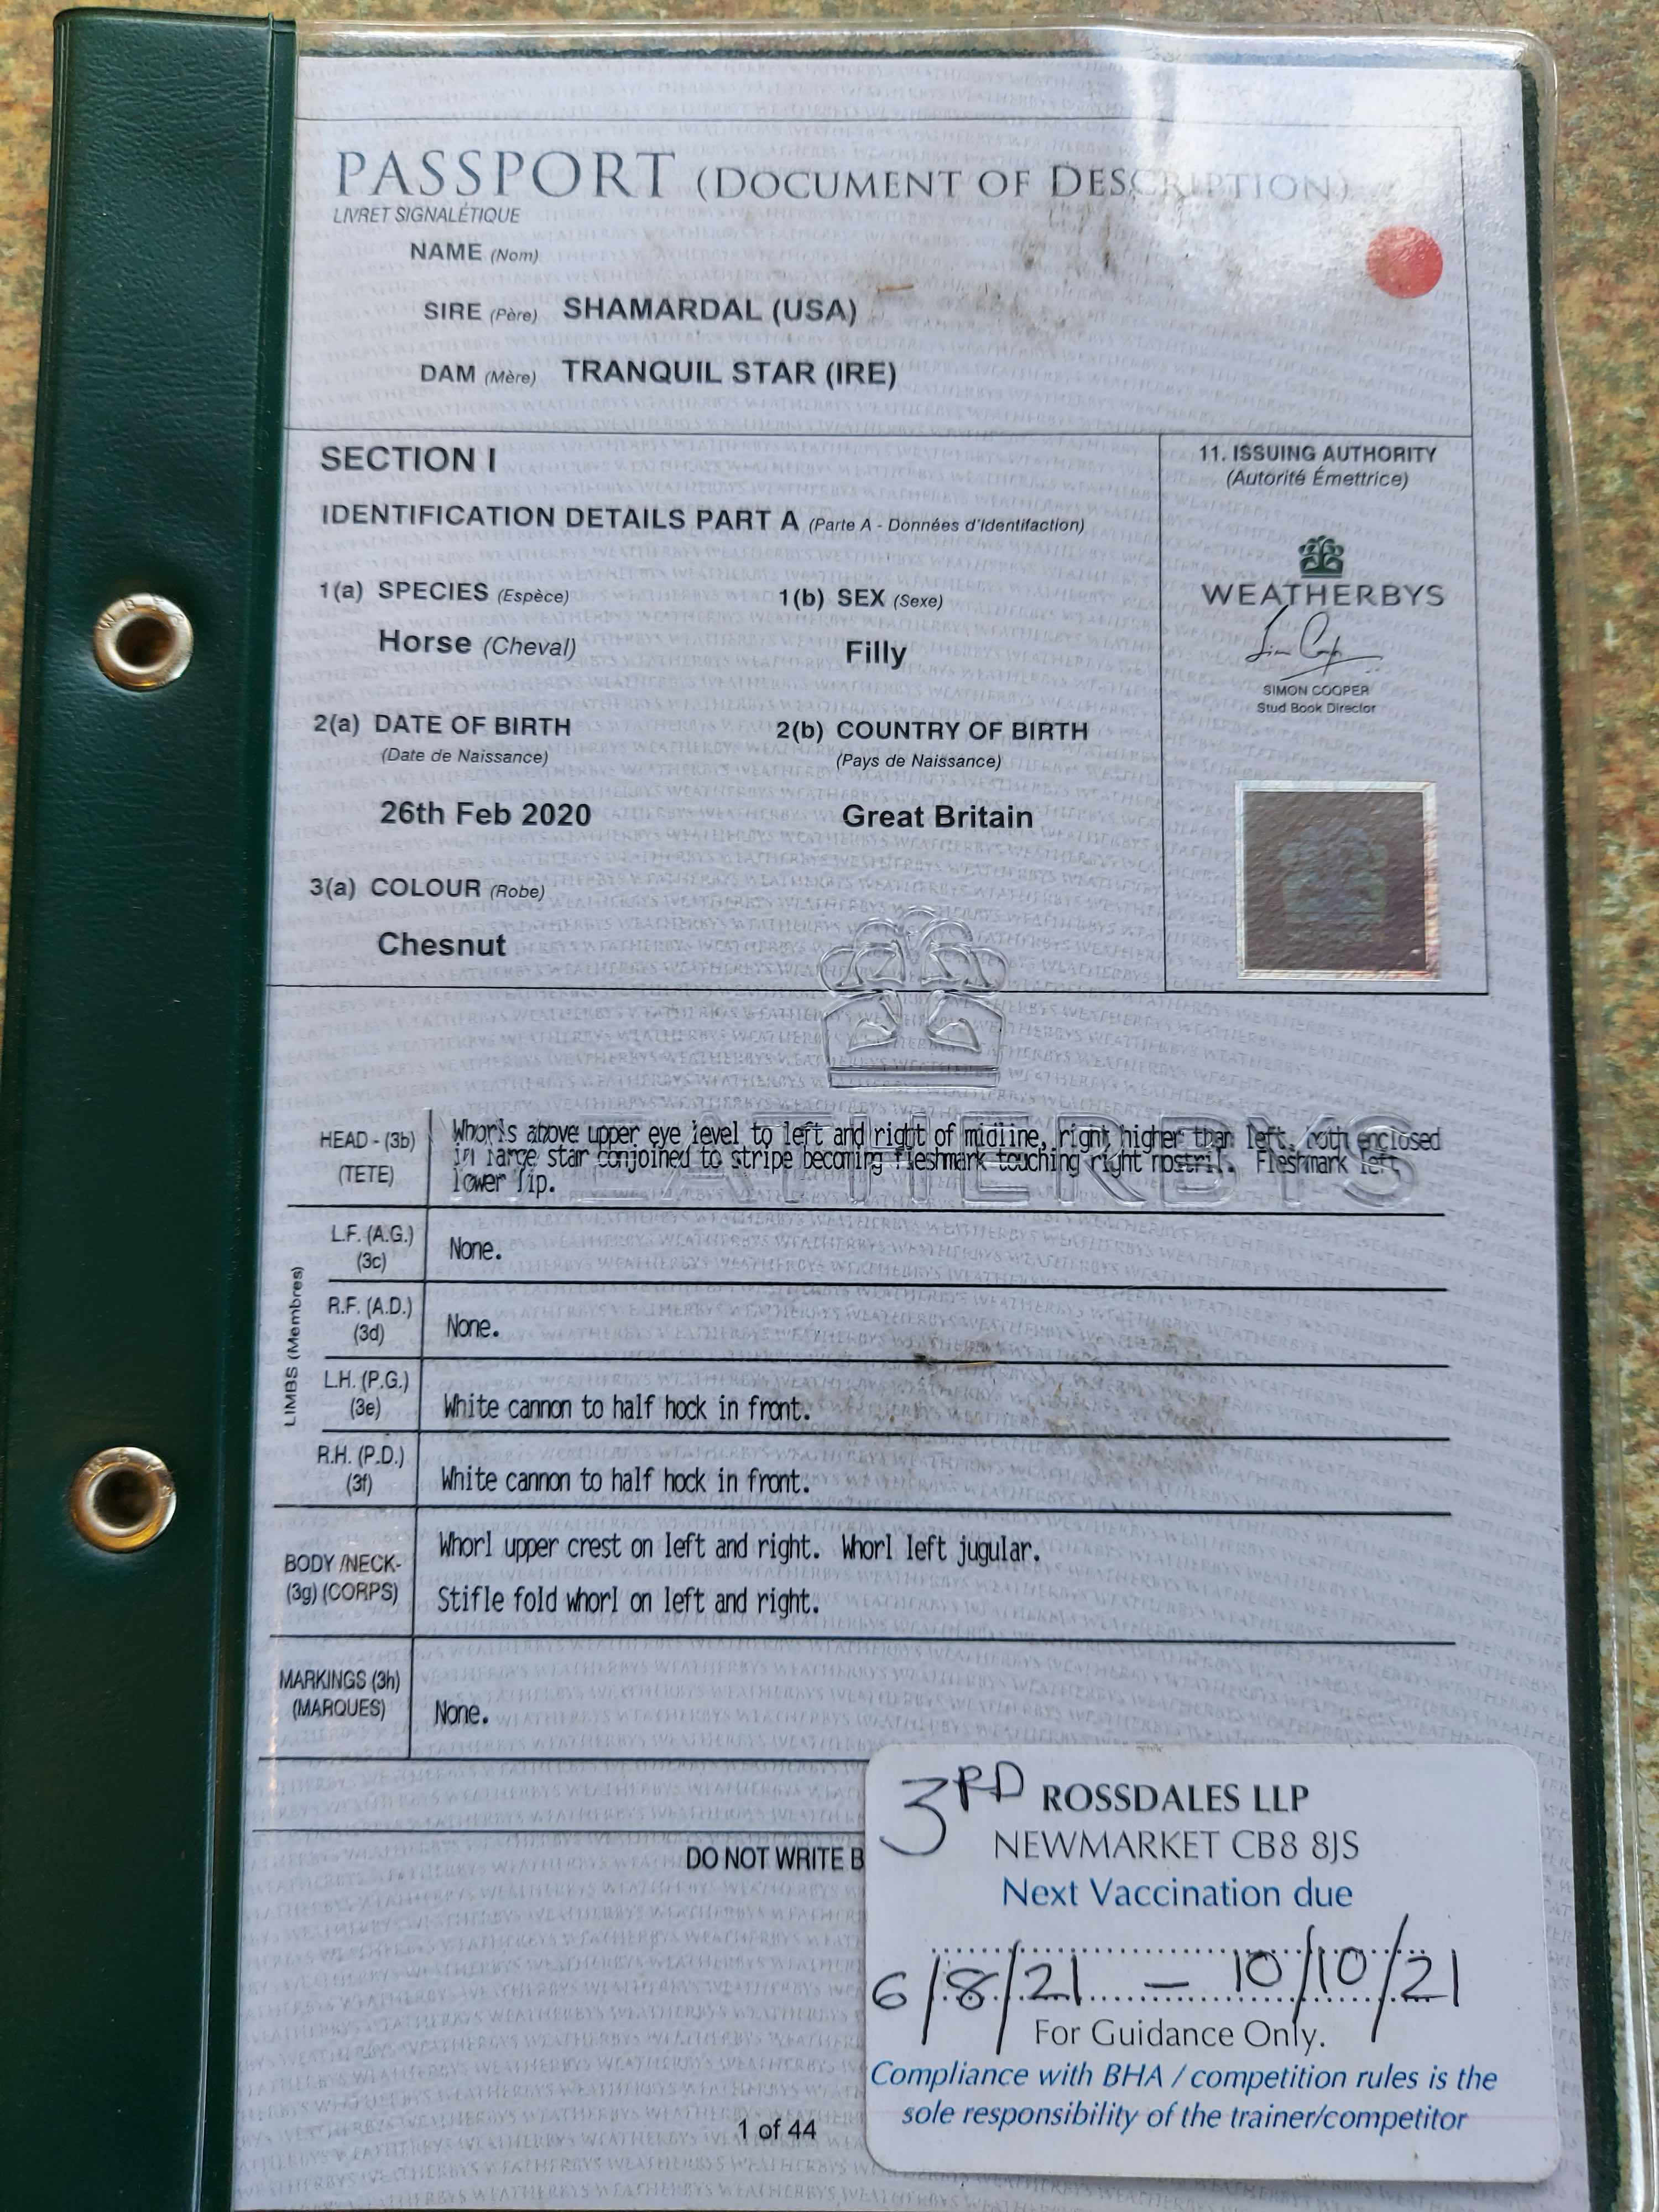 PASSPORT (DOCUMENT OF DESCRIPTION)
LIVRET SIGNALÉTIQUE
NAME (Nom)
SIRE (Père) SHAMARDAL (USA)
DAM (Mère) TRANQUIL STAR (IRE)
SECTION I
IDENTIFICATION DETAILS PART A (Parte A - Données d'Identifaction)
1(a) SPECIES (Espèce)
Horse (Cheval)
1(b) SEX (Sexe)
Filly
2(a) DATE OF BIRTH
(Date de Naissance)
26th Feb 2020
2(b) COUNTRY OF BIRTH
(Pays de Naissance)
Great Britain
3(a) COLOUR (Robe)
Chesnut
11. ISSUING AUTHORITY
(Autorité Émettrice)
WEATHERBYS
SIMON COOPER
Stud Book Director
WEATHERBYS
HEAD - (3b)
(TETE)
Whorls above upper eye level to left and right of midline, right higher than left, both enclosed
in large star conjoined to stripe becoming fleshmark touching right nostril. Fleshmark left
lower lip.
LIMBS (Membres)
L.F. (A.G.)
(3c)
None.
R.F. (A.D.)
(3d)
None.
L.H. (P.G.)
(3e)
White cannon to half hock in front.
R.H. (P.D.)
(3f)
White cannon to half hock in front.
BODY /NECK-
(3g) (CORPS)
Whorl upper crest on left and right. Whorl left jugular.
Stifle fold whorl on left and right.
MARKINGS (3h)
(MARQUES)
None.
DO NOT WRITE B
1 of 44
3RD ROSSDALES LLP
NEWMARKET CB8 8JS
Next Vaccination due
6/8/21 – 10/10/21
For Guidance Only.
Compliance with BHA / competition rules is the
sole responsibility of the trainer/competitor